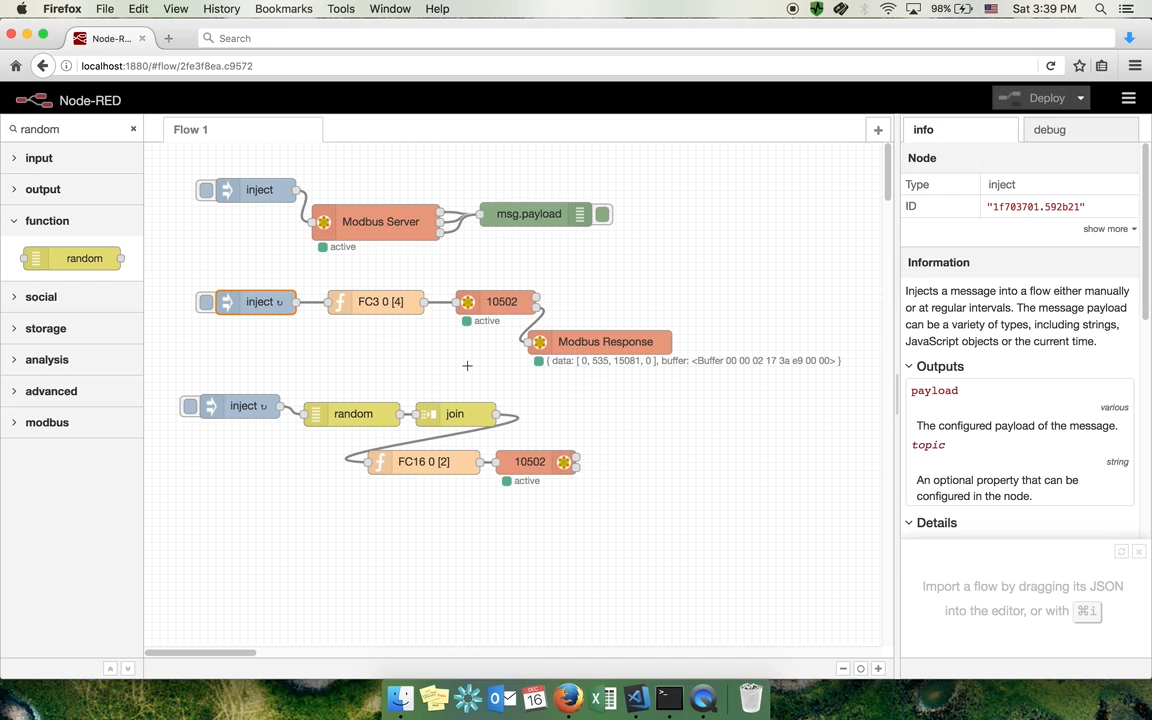 Firefox File Edit View History Bookmarks Tools Window Help 98% Sat 3:39 PM
Node-R...
Search
localhost:1880/#flow/2fe3f8ea.c9572
Node-RED
Deploy
random
Flow 1
info
debug
input
output
function
random
social
storage
analysis
advanced
modbus
inject
Modbus Server
active
msg.payload
inject ↻
FC3 0 [4]
10502
active
Modbus Response
{ data: [ 0, 535, 15081, 0 ], buffer: <Buffer 00 00 02 17 3a e9 00 00> }
inject ↻
random
join
FC16 0 [2]
10502
active
Node
Type inject
ID "1f703701.592b21"
show more
Information
Injects a message into a flow either manually
or at regular intervals. The message payload
can be a variety of types, including strings,
JavaScript objects or the current time.
Outputs
payload
various
The configured payload of the message.
topic
string
An optional property that can be
configured in the node.
Details
Import a flow by dragging its JSON
into the editor, or with ⌘i
DEC
16